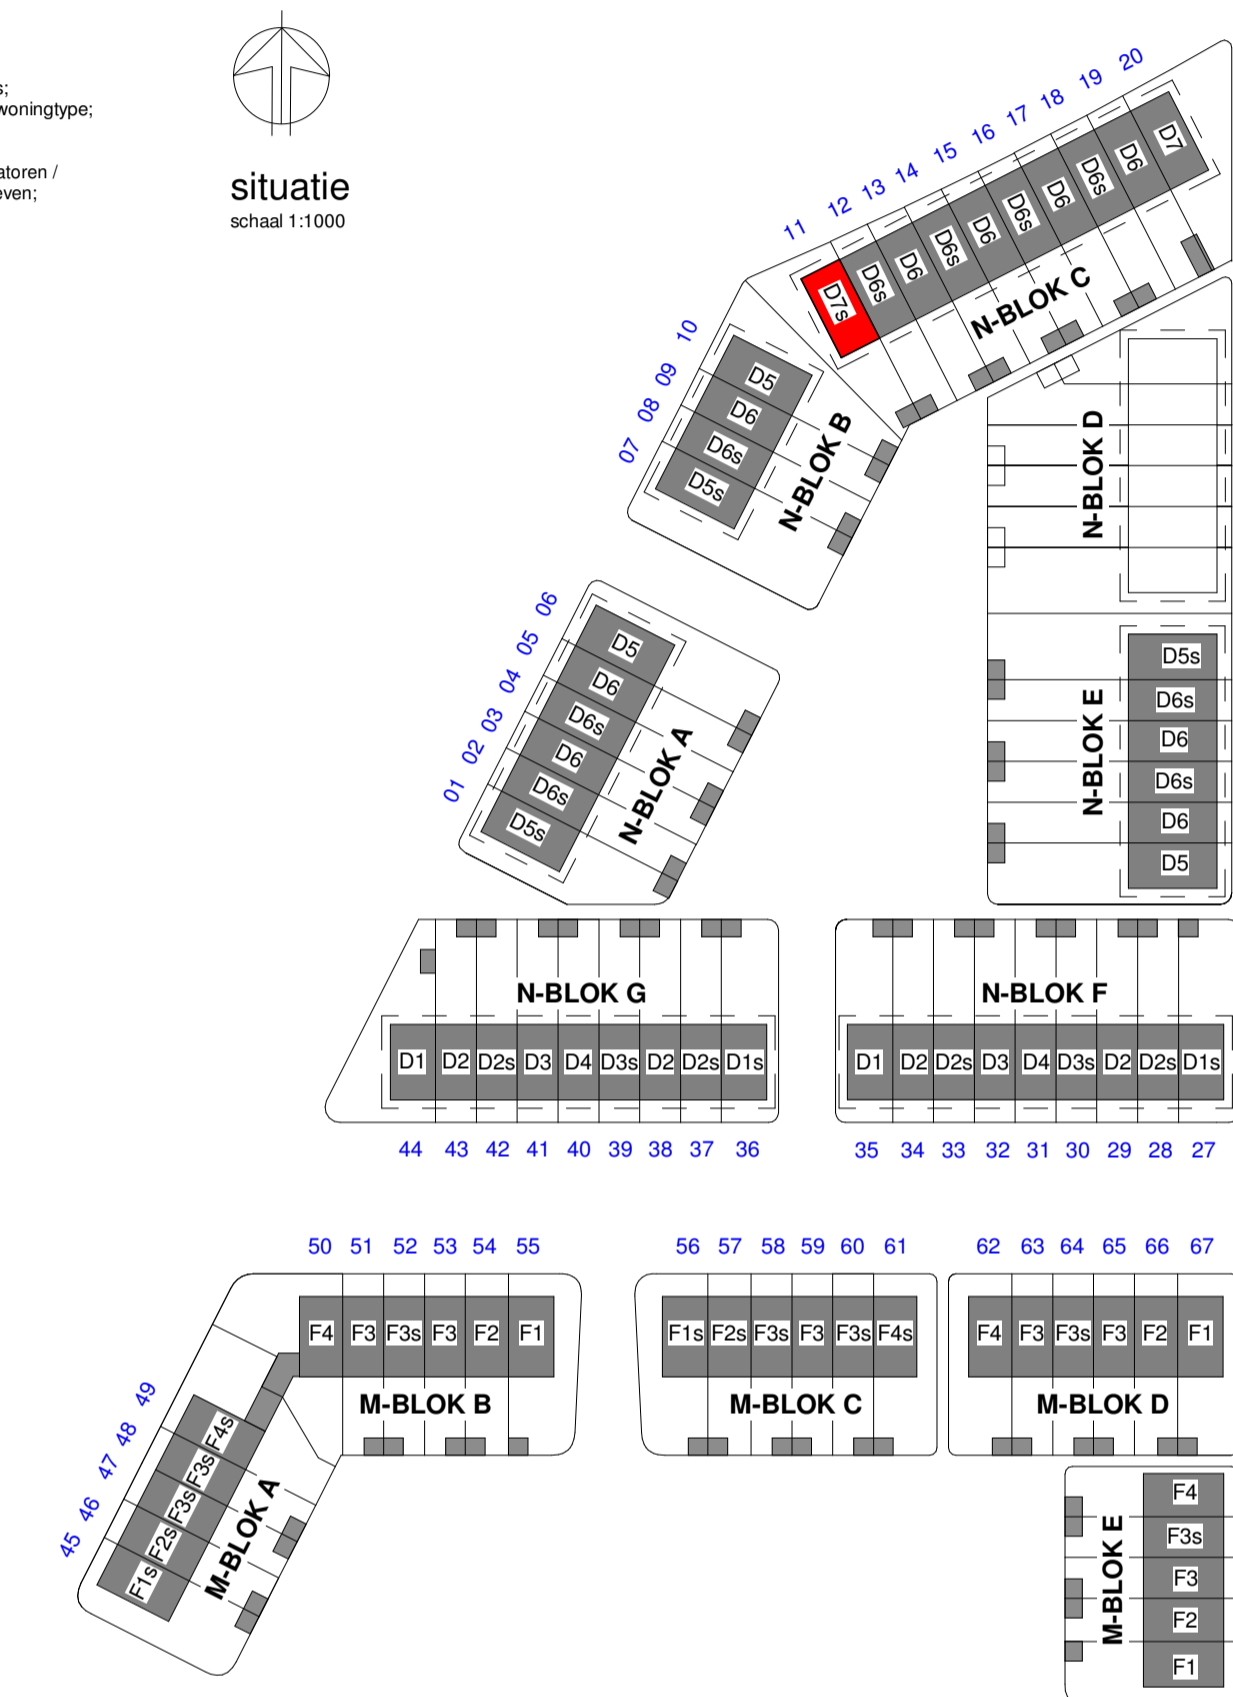 s;
woningtype;
atoren /
even;
situatie
schaal 1:1000
11 12 13 14 15 16 17 18 19 20
D7s D6s D6 D6s D6 D6s D6 D6s D6 D7
N-BLOK C
07 08 09 10
D5
D6
D6s
D5s
N-BLOK B
N-BLOK D
01 02 03 04 05 06
D5
D6
D6s
D6
D6s
D5s
N-BLOK A
D5s
D6s
D6
D6s
D6
D5
N-BLOK E
N-BLOK G
D1 D2 D2s D3 D4 D3s D2 D2s D1s
44 43 42 41 40 39 38 37 36
N-BLOK F
D1 D2 D2s D3 D4 D3s D2 D2s D1s
35 34 33 32 31 30 29 28 27
50 51 52 53 54 55
F4 F3 F3s F3 F2 F1
M-BLOK B
56 57 58 59 60 61
F1s F2s F3s F3 F3s F4s
M-BLOK C
62 63 64 65 66 67
F4 F3 F3s F3 F2 F1
M-BLOK D
45 46 47 48 49
F4s
F3s
F3s
F2s
F1s
M-BLOK A
F4
F3s
F3
F2
F1
M-BLOK E